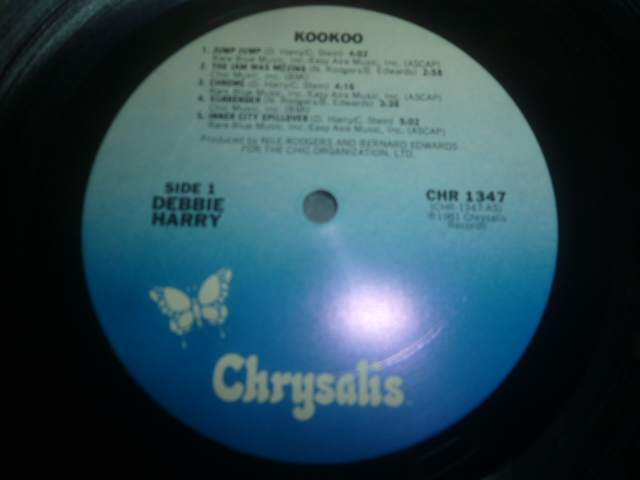 KOOKOO
1. JUMP JUMP (D. Harry/C. Stein) 4:02
Rare Blue Music, Inc./Easy Aire Music, Inc. (ASCAP)
2. THE JAM WAS MOVING (N. Rodgers/B. Edwards) 2:58
Chic Music, Inc. (BMI)
3. CHROME (D. Harry/C. Stein) 4:16
Rare Blue Music, Inc./Easy Aire Music, Inc. (ASCAP)
4. SURRENDER (N. Rodgers/B. Edwards) 3:36
Chic Music, Inc. (BMI)
5. INNER CITY SPILLOVER (D. Harry/C. Stein) 5:02
Rare Blue Music, Inc./Easy Aire Music, Inc. (ASCAP)
Produced by NILE RODGERS AND BERNARD EDWARDS
FOR THE CHIC ORGANIZATION, LTD.
SIDE 1
DEBBIE
HARRY
CHR 1347
(CHR 1347-AS)
℗1981 Chrysalis
Records
Chrysalis